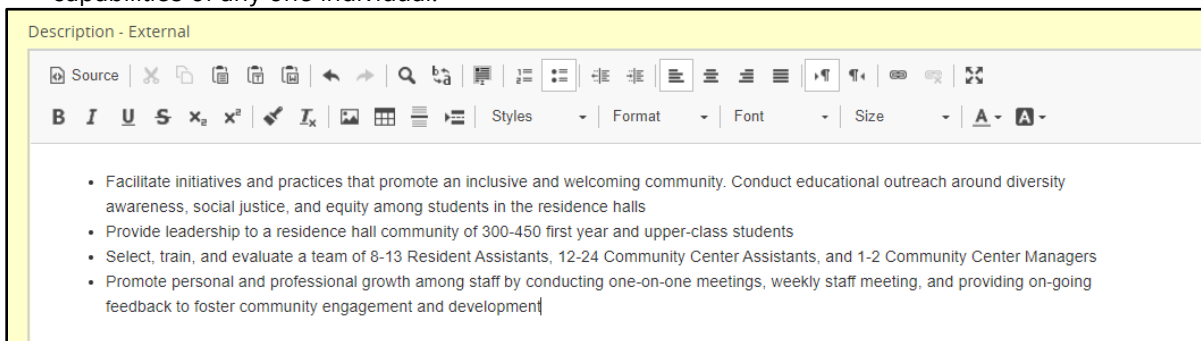 capabilities of any one individual.
Description - External
Source
B I U S x₂ x² Iₓ Styles Format Font Size A A
• Facilitate initiatives and practices that promote an inclusive and welcoming community. Conduct educational outreach around diversity
awareness, social justice, and equity among students in the residence halls
• Provide leadership to a residence hall community of 300-450 first year and upper-class students
• Select, train, and evaluate a team of 8-13 Resident Assistants, 12-24 Community Center Assistants, and 1-2 Community Center Managers
• Promote personal and professional growth among staff by conducting one-on-one meetings, weekly staff meeting, and providing on-going
feedback to foster community engagement and development